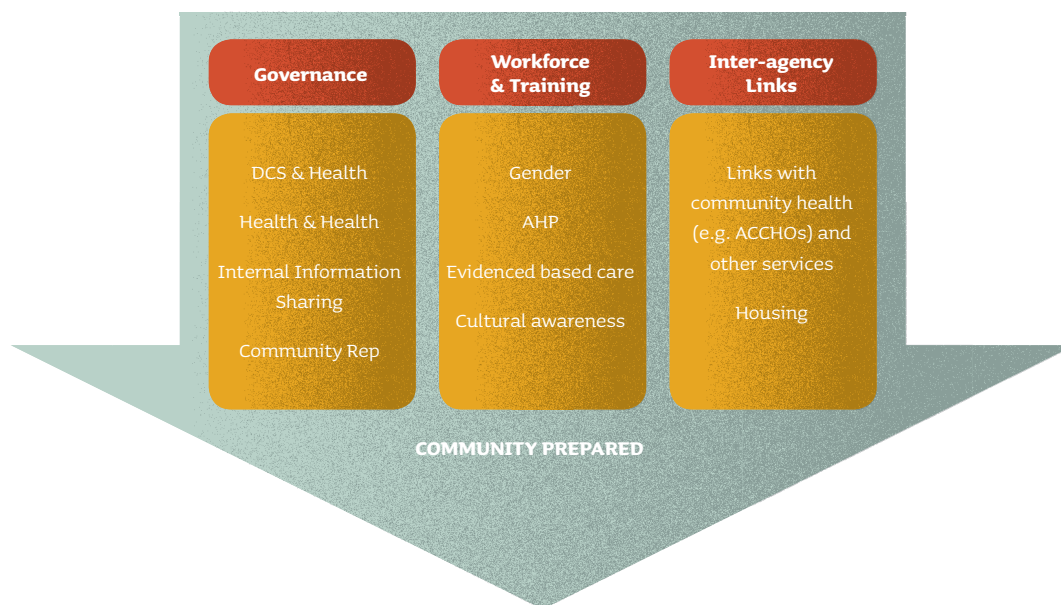 Governance
DCS & Health
Health & Health
Internal Information
Sharing
Community Rep
Workforce
& Training
Gender
AHP
Evidenced based care
Cultural awareness
Inter-agency
Links
Links with
community health
(e.g. ACCHOs) and
other services
Housing
COMMUNITY PREPARED